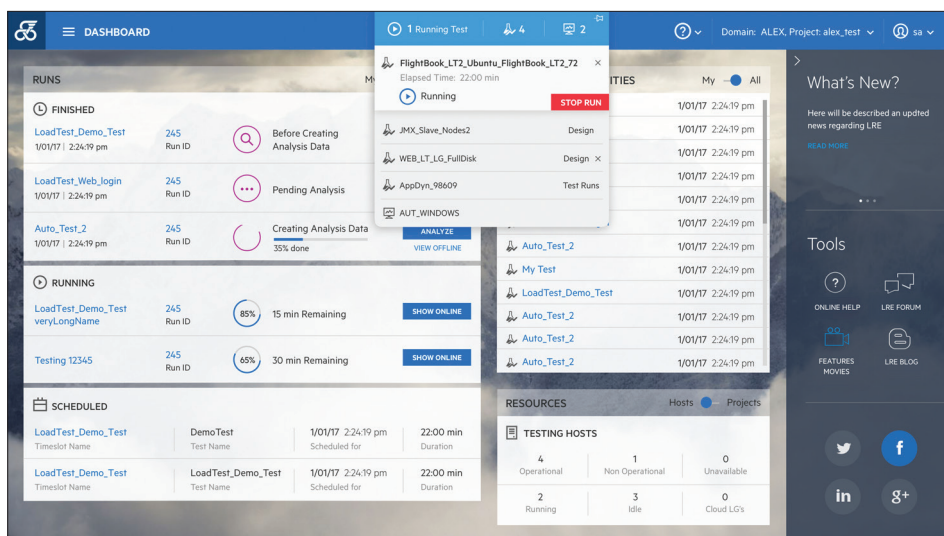 DASHBOARD
1 Running Test
4
2
Domain: ALEX, Project: alex_test
sa
FlightBook_LT2_Ubuntu_FlightBook_LT2_72 ×
Elapsed Time: 22:00 min
Running
STOP RUN
JMX_Slave_Nodes2 Design
WEB_LT_LG_FullDisk Design ×
AppDyn_98609 Test Runs
AUT_WINDOWS
RUNS
My
FINISHED
LoadTest_Demo_Test
1/01/17 | 2:24:19 pm
245
Run ID
Before Creating
Analysis Data
LoadTest_Web_login
1/01/17 | 2:24:19 pm
245
Run ID
Pending Analysis
Auto_Test_2
1/01/17 | 2:24:19 pm
245
Run ID
Creating Analysis Data
35% done
ANALYZE
VIEW OFFLINE
RUNNING
LoadTest_Demo_Test
veryLongName
245
Run ID
85%
15 min Remaining
SHOW ONLINE
Testing 12345
245
Run ID
65%
30 min Remaining
SHOW ONLINE
SCHEDULED
LoadTest_Demo_Test
Timeslot Name
DemoTest
Test Name
1/01/17 2:24:19 pm
Scheduled for
22:00 min
Duration
LoadTest_Demo_Test
Timeslot Name
LoadTest_Demo_Test
Test Name
1/01/17 2:24:19 pm
Scheduled for
22:00 min
Duration
ITIES
My All
1/01/17 2:24:19 pm
1/01/17 2:24:19 pm
1/01/17 2:24:19 pm
1/01/17 2:24:19 pm
1/01/17 2:24:19 pm
1/01/17 2:24:19 pm
Auto_Test_2 1/01/17 2:24:19 pm
My Test 1/01/17 2:24:19 pm
LoadTest_Demo_Test 1/01/17 2:24:19 pm
Auto_Test_2 1/01/17 2:24:19 pm
Auto_Test_2 1/01/17 2:24:19 pm
Auto_Test_2 1/01/17 2:24:19 pm
RESOURCES
Hosts Projects
TESTING HOSTS
4
Operational
1
Non Operational
0
Unavailable
2
Running
3
Idle
0
Cloud LG's
What's New?
Here will be described an updted
news regarding LRE
READ MORE
Tools
ONLINE HELP
LRE FORUM
FEATURES
MOVIES
LRE BLOG
f
in
g+